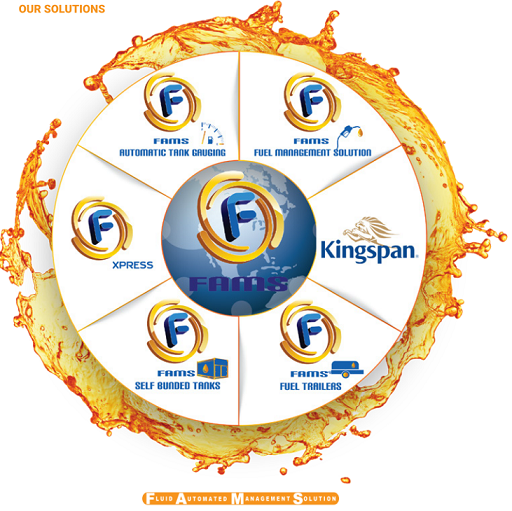 OUR SOLUTIONS
F
FAMS
AUTOMATIC TANK GAUGING
F
FAMS
FUEL MANAGEMENT SOLUTION
F
XPRESS
F
FAMS
Kingspan®
F
FAMS
SELF BUNDED TANKS
F
FAMS
FUEL TRAILERS
FLUID AUTOMATED MANAGEMENT SOLUTION